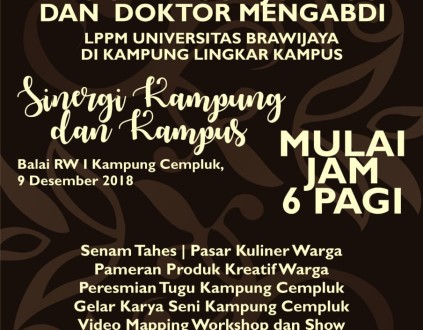 DAN DOKTOR MENGABDI
LPPM UNIVERSITAS BRAWIJAYA
DI KAMPUNG LINGKAR KAMPUS
Sinergi Kampung
dan Kampus
Balai RW I Kampung Cempluk,
9 Desember 2018
MULAI
JAM
6 PAGI
Senam Tahes | Pasar Kuliner Warga
Pameran Produk Kreatif Warga
Peresmian Tugu Kampung Cempluk
Gelar Karya Seni Kampung Cempluk
Video Mapping Workshop dan Show